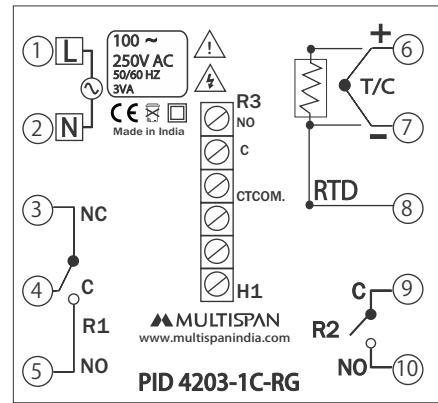 1 L
2 N
100 ~
250V AC
50/60 HZ
3VA
CE
Made in India
R3
NO
C
CTCOM.
H1
+
6
T/C
7
−
RTD
8
3
NC
4
C
R1
5
NO
C
9
R2
NO
10
MULTISPAN
www.multispanindia.com
PID 4203-1C-RG